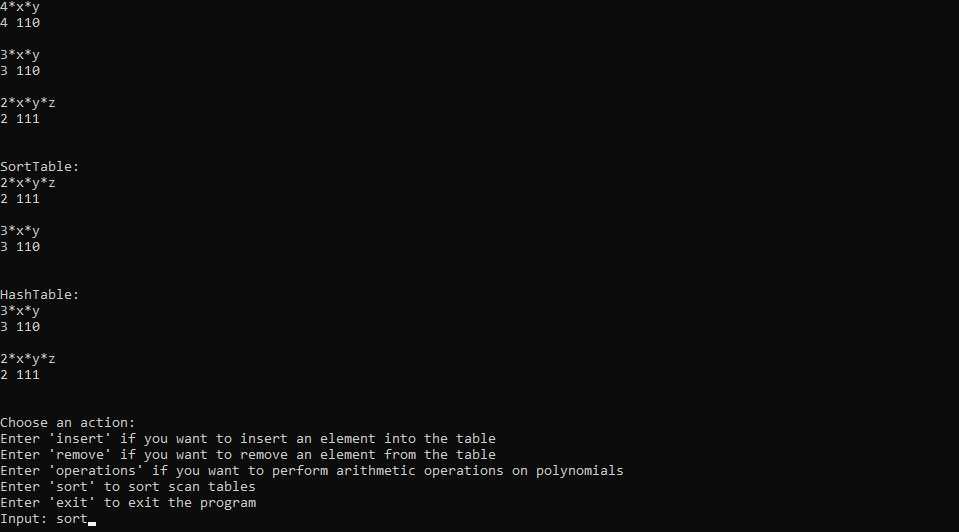 4*x*y
4 110
3*x*y
3 110
2*x*y*z
2 111
SortTable:
2*x*y*z
2 111
3*x*y
3 110
HashTable:
3*x*y
3 110
2*x*y*z
2 111
Choose an action:
Enter 'insert' if you want to insert an element into the table
Enter 'remove' if you want to remove an element from the table
Enter 'operations' if you want to perform arithmetic operations on polynomials
Enter 'sort' to sort scan tables
Enter 'exit' to exit the program
Input: sort